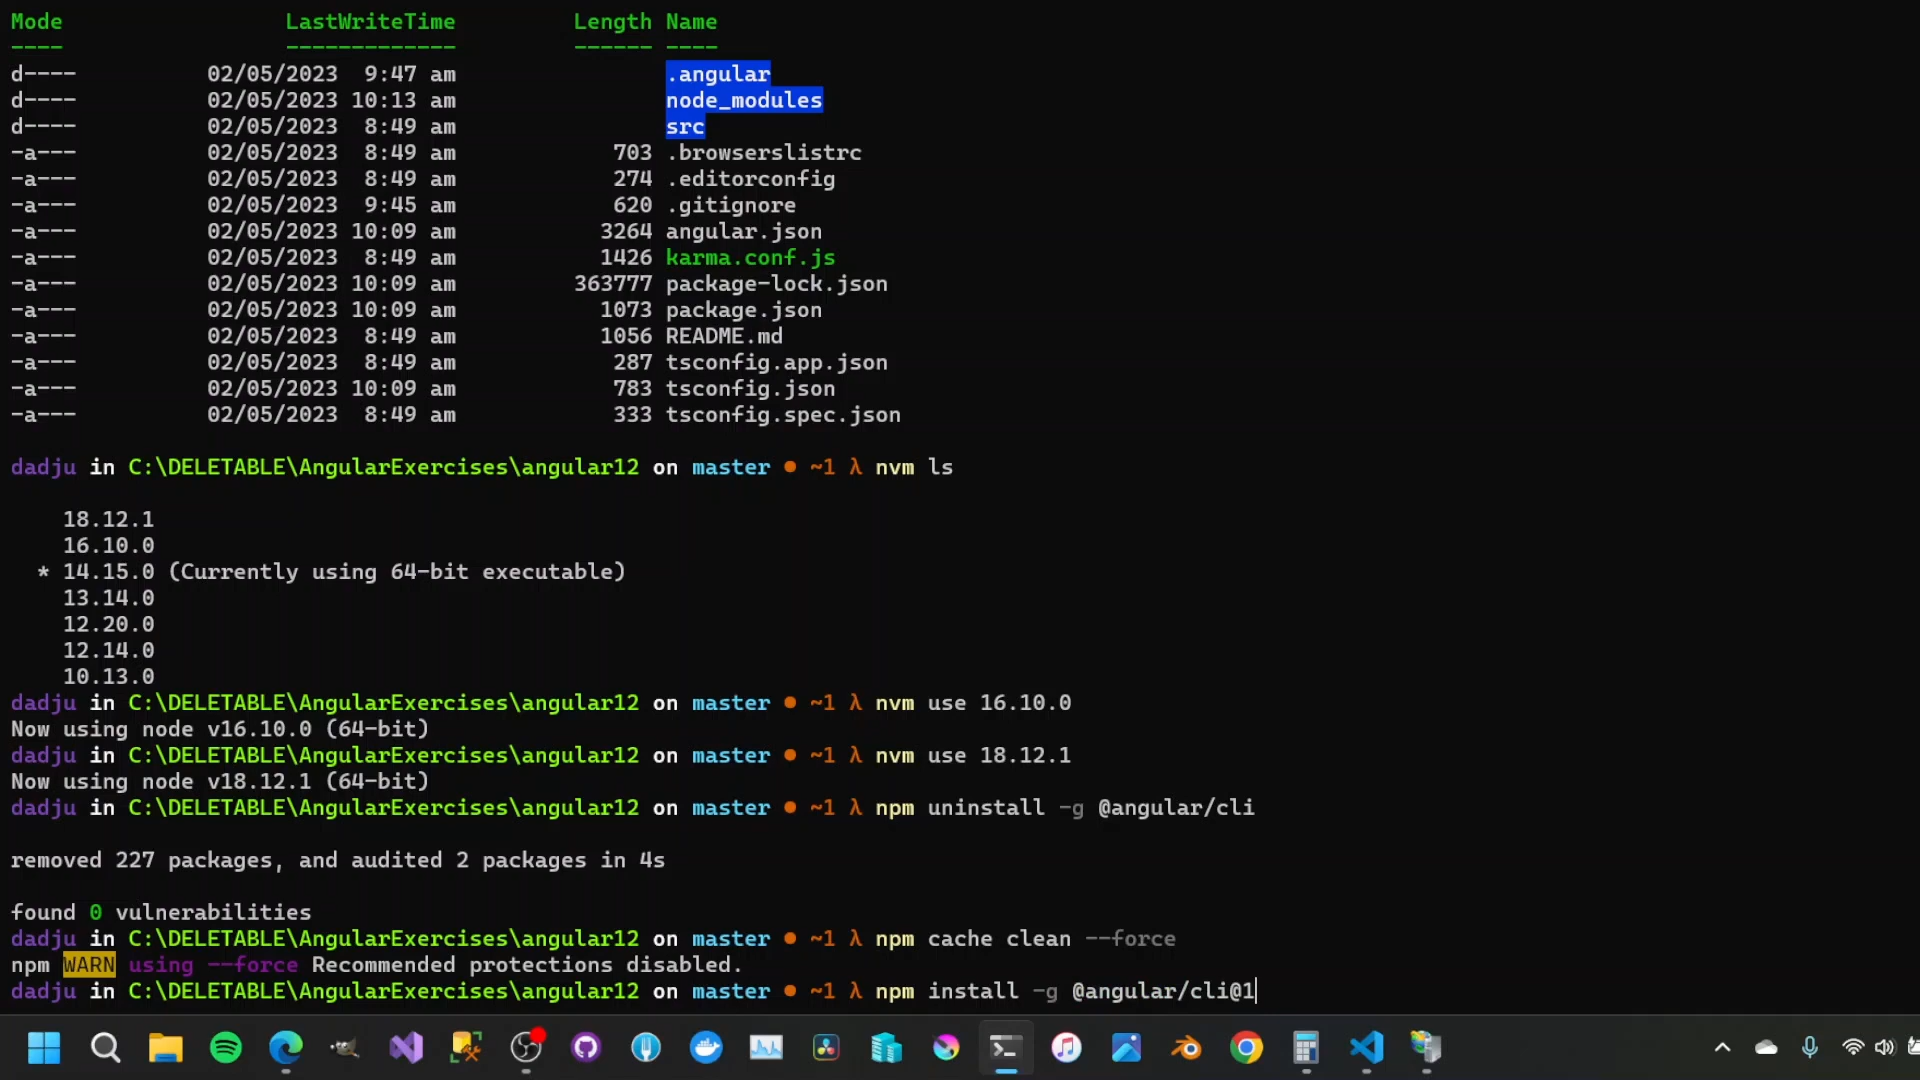 Mode LastWriteTime Length Name
---- ------------- ------ ----
d---- 02/05/2023 9:47 am .angular
d---- 02/05/2023 10:13 am node_modules
d---- 02/05/2023 8:49 am src
-a--- 02/05/2023 8:49 am 703 .browserslistrc
-a--- 02/05/2023 8:49 am 274 .editorconfig
-a--- 02/05/2023 9:45 am 620 .gitignore
-a--- 02/05/2023 10:09 am 3264 angular.json
-a--- 02/05/2023 8:49 am 1426 karma.conf.js
-a--- 02/05/2023 10:09 am 363777 package-lock.json
-a--- 02/05/2023 10:09 am 1073 package.json
-a--- 02/05/2023 8:49 am 1056 README.md
-a--- 02/05/2023 8:49 am 287 tsconfig.app.json
-a--- 02/05/2023 10:09 am 783 tsconfig.json
-a--- 02/05/2023 8:49 am 333 tsconfig.spec.json
dadju in C:\DELETABLE\AngularExercises\angular12 on master ● ~1 λ nvm ls
18.12.1
16.10.0
* 14.15.0 (Currently using 64-bit executable)
13.14.0
12.20.0
12.14.0
10.13.0
dadju in C:\DELETABLE\AngularExercises\angular12 on master ● ~1 λ nvm use 16.10.0
Now using node v16.10.0 (64-bit)
dadju in C:\DELETABLE\AngularExercises\angular12 on master ● ~1 λ nvm use 18.12.1
Now using node v18.12.1 (64-bit)
dadju in C:\DELETABLE\AngularExercises\angular12 on master ● ~1 λ npm uninstall -g @angular/cli
removed 227 packages, and audited 2 packages in 4s
found 0 vulnerabilities
dadju in C:\DELETABLE\AngularExercises\angular12 on master ● ~1 λ npm cache clean --force
npm WARN using --force Recommended protections disabled.
dadju in C:\DELETABLE\AngularExercises\angular12 on master ● ~1 λ npm install -g @angular/cli@1